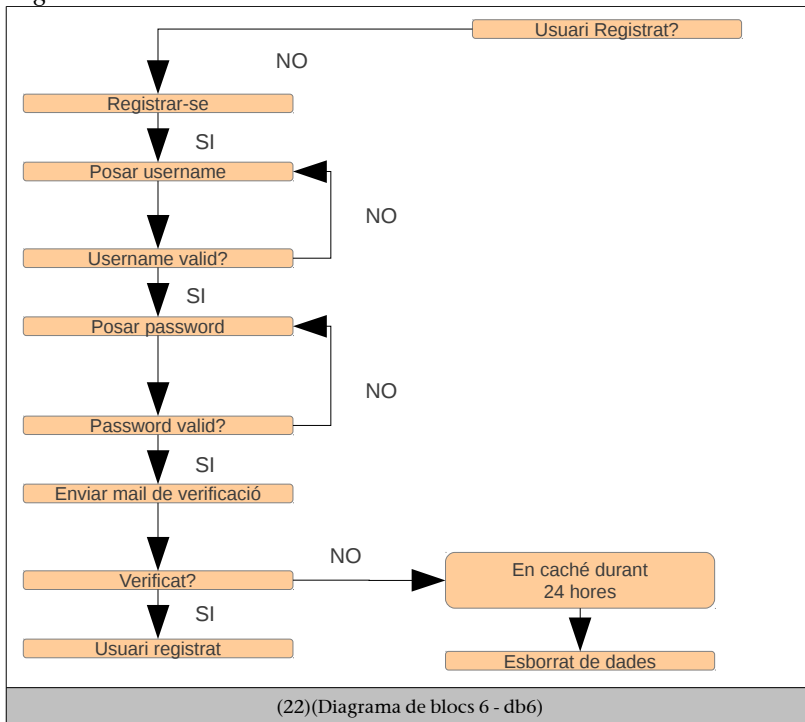 Usuari Registrat?
NO
Registrar-se
SI
Posar username
NO
Username valid?
SI
Posar password
NO
Password valid?
SI
Enviar mail de verificació
NO
Verificat?
En caché durant
24 hores
SI
Usuari registrat
Esborrat de dades
(22)(Diagrama de blocs 6 - db6)